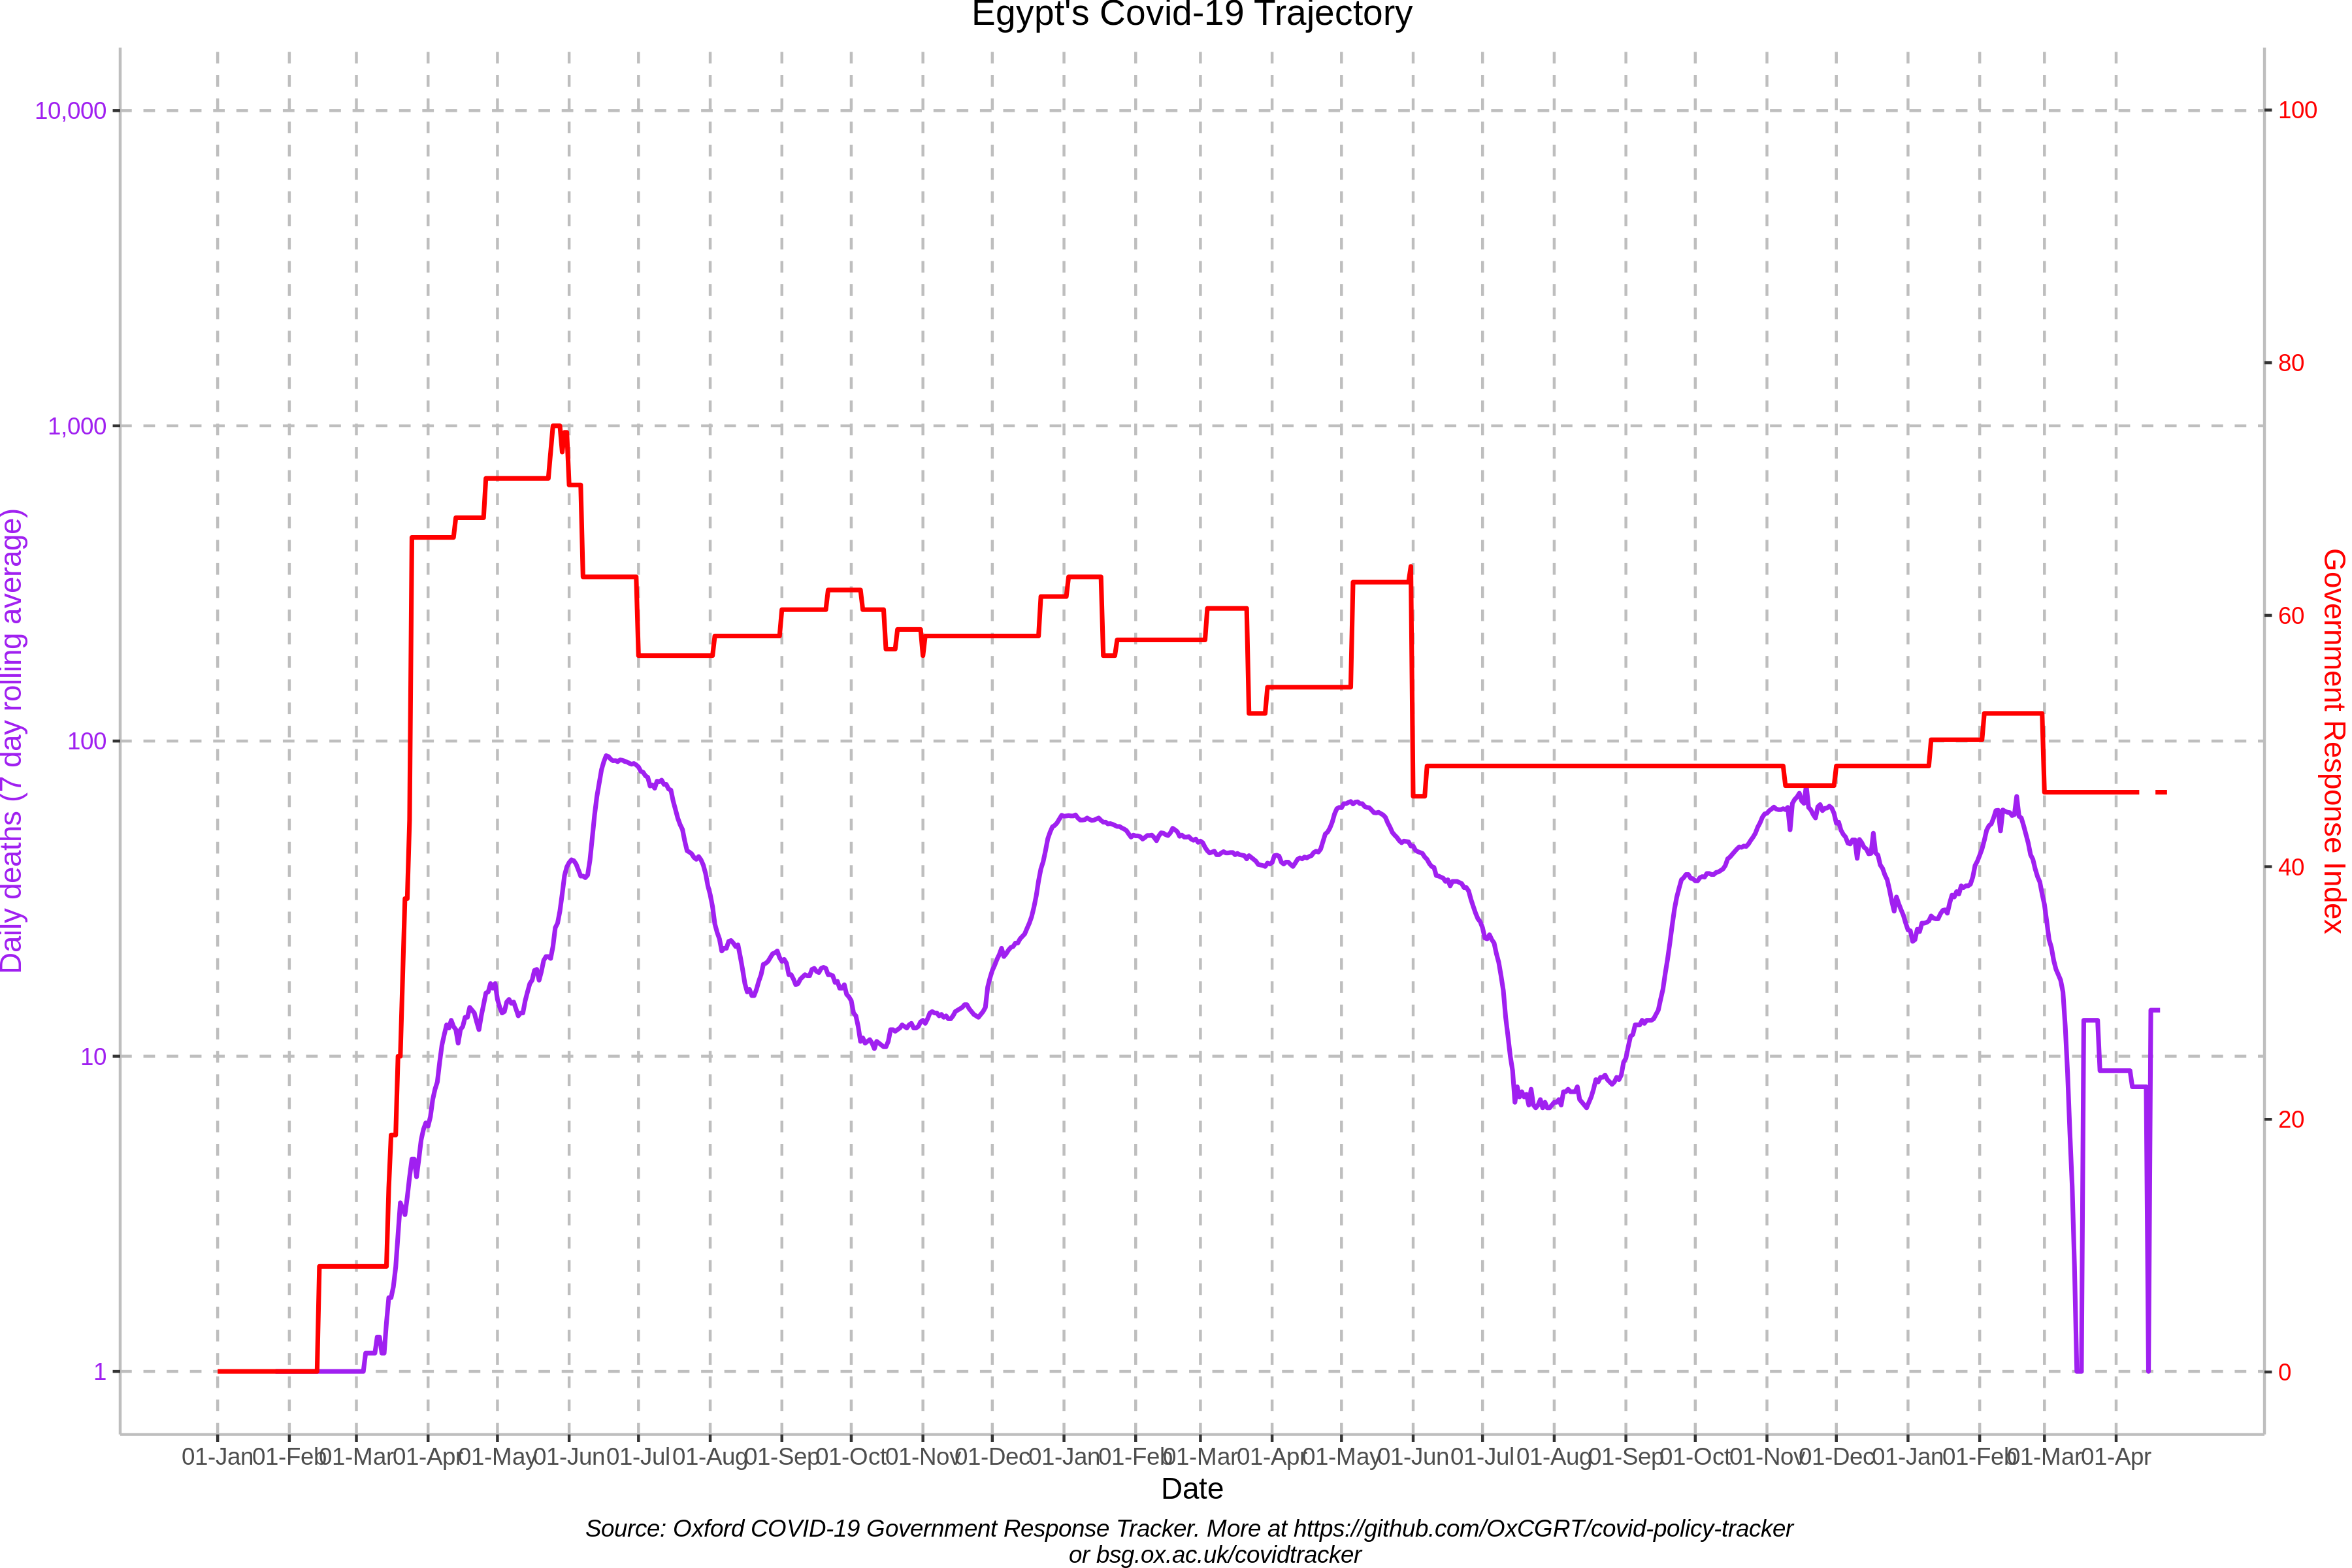 Egypt's Covid-19 Trajectory
10,000
1,000
100
10
1
Daily deaths (7 day rolling average)
100
80
60
40
20
0
Government Response Index
01-Jan 01-Feb 01-Mar 01-Apr 01-May 01-Jun 01-Jul 01-Aug 01-Sep 01-Oct 01-Nov 01-Dec 01-Jan 01-Feb 01-Mar 01-Apr 01-May 01-Jun 01-Jul 01-Aug 01-Sep 01-Oct 01-Nov 01-Dec 01-Jan 01-Feb 01-Mar 01-Apr
Date
Source: Oxford COVID-19 Government Response Tracker. More at https://github.com/OxCGRT/covid-policy-tracker
or bsg.ox.ac.uk/covidtracker